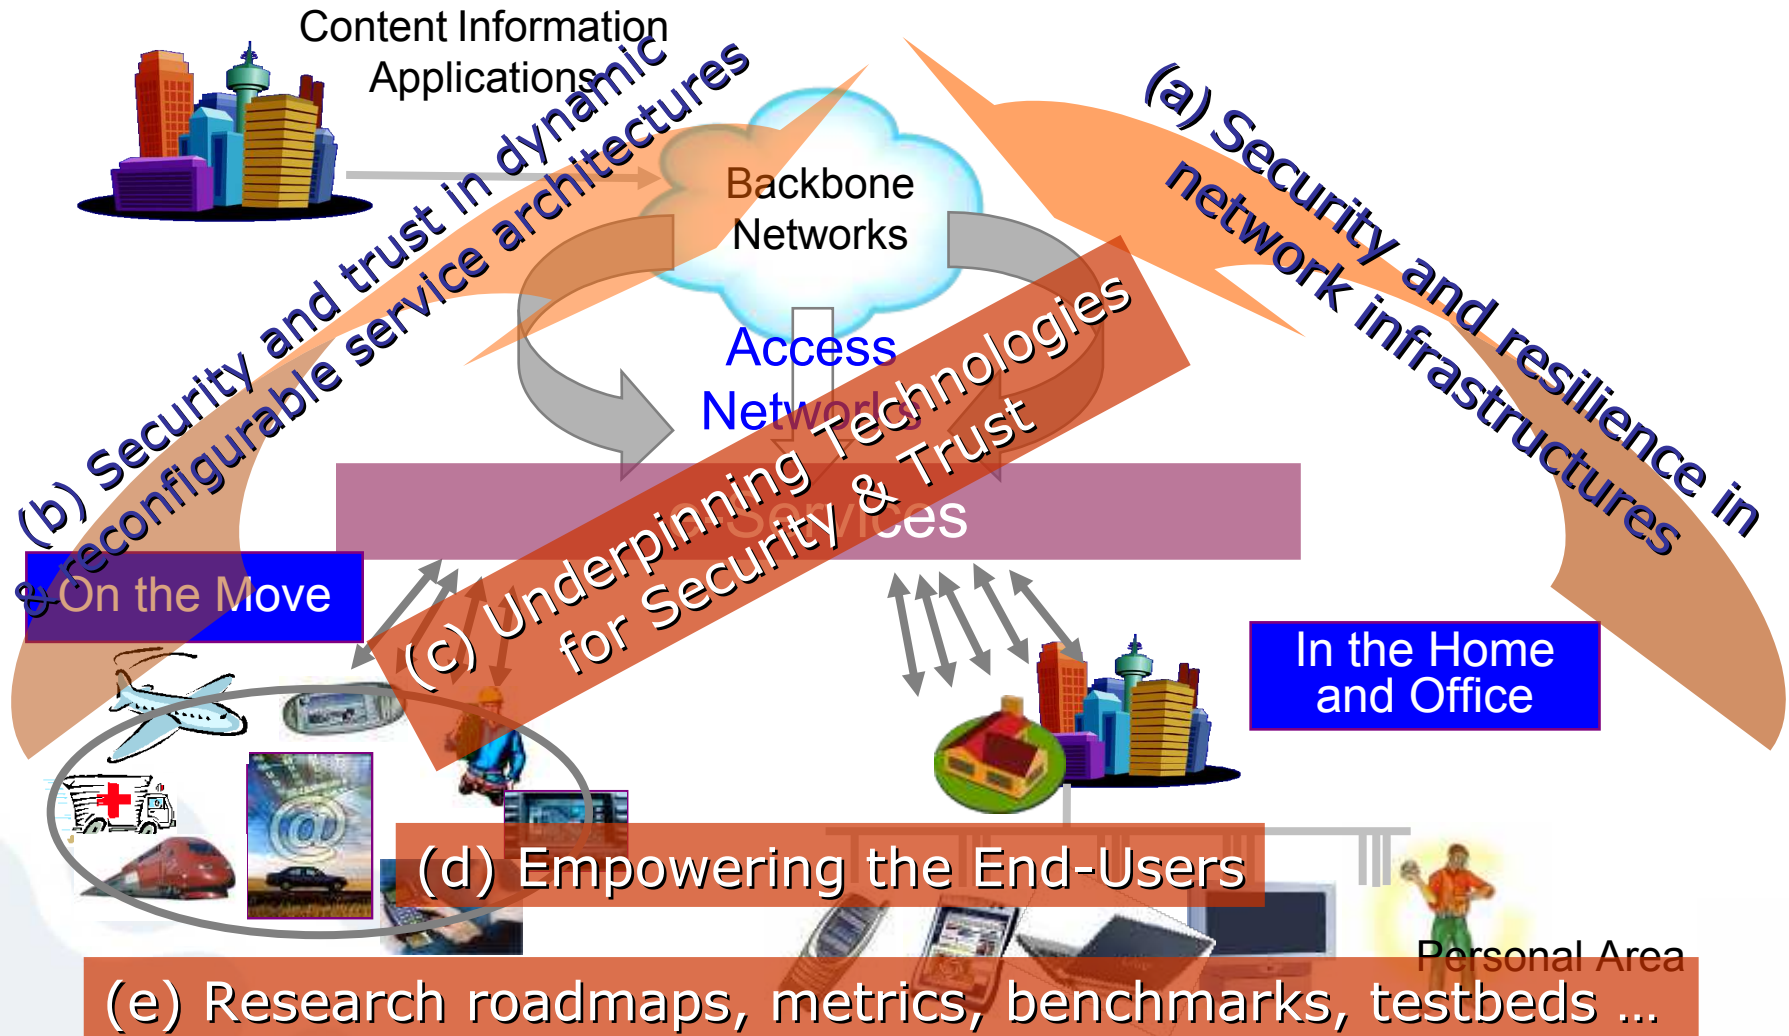 Content Information
Applications
(a) Security and resilience in
network infrastructures
(b) Security and trust in dynamic
& reconfigurable service architectures
Backbone
Networks
Access
Networks
e-Services
(c) Underpinning Technologies
for Security & Trust
On the Move
In the Home
and Office
@
(d) Empowering the End-Users
Personal Area
(e) Research roadmaps, metrics, benchmarks, testbeds ...